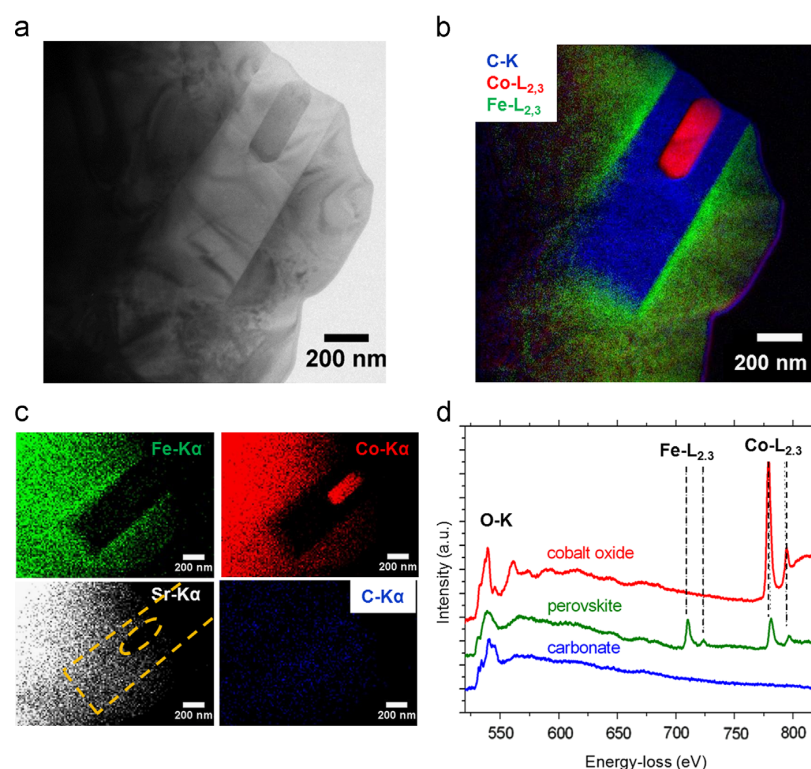 a
200 nm
b
C-K
Co-L2,3
Fe-L2,3
200 nm
c
Fe-Kα
200 nm
Co-Kα
200 nm
Sr-Kα
200 nm
C-Kα
200 nm
d
Fe-L2.3
Co-L2.3
O-K
cobalt oxide
perovskite
carbonate
Intensity (a.u.)
550 600 650 700 750 800
Energy-loss (eV)